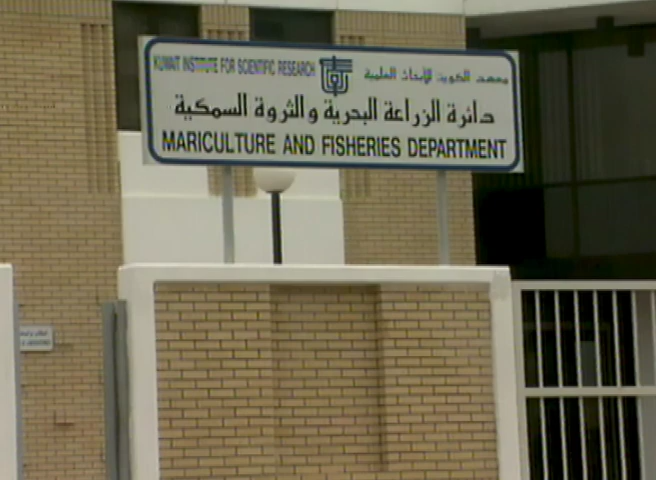 KUWAIT INSTITUTE FOR SCIENTIFIC RESEARCH معهد الكويت للأبحاث العلمية
دائرة الزراعة البحرية والثروة السمكية
MARICULTURE AND FISHERIES DEPARTMENT